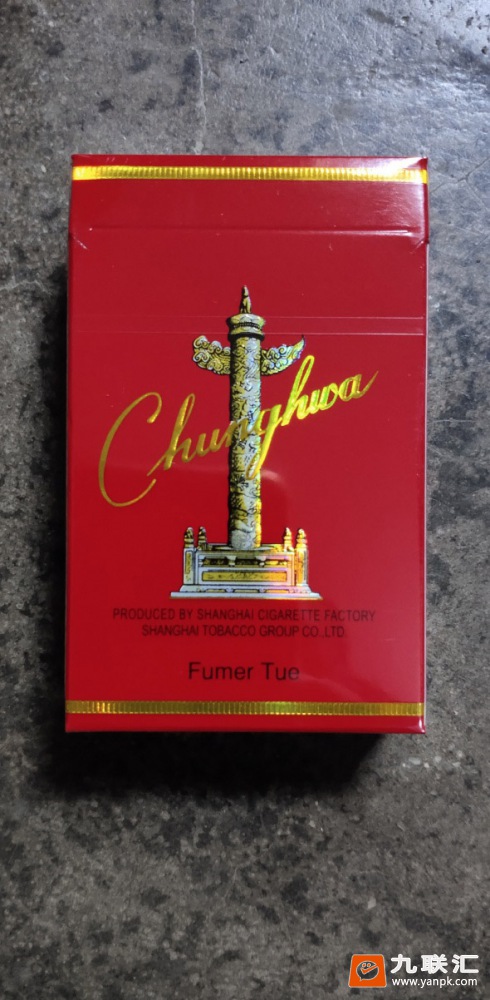 Chunghwa
PRODUCED BY SHANGHAI CIGARETTE FACTORY
SHANGHAI TOBACCO GROUP CO.,LTD.
Fumer Tue
九联汇
www.yanpk.com